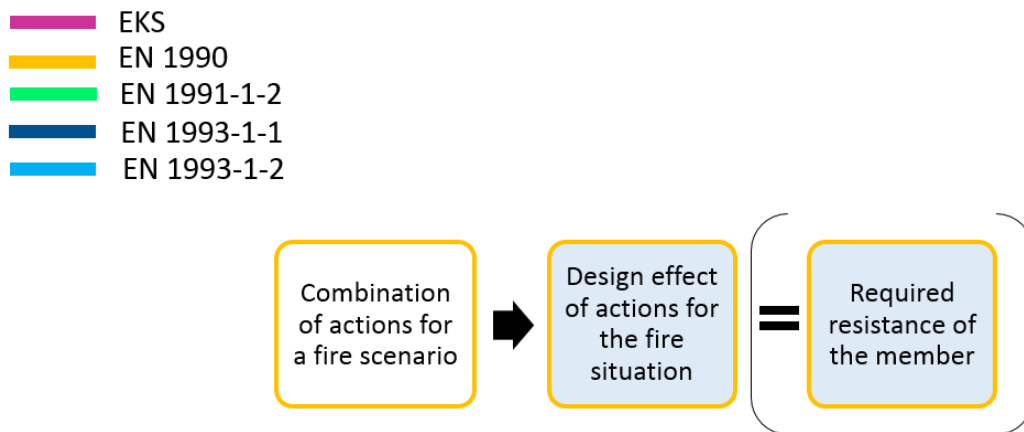 EKS
EN 1990
EN 1991-1-2
EN 1993-1-1
EN 1993-1-2
Combination
of actions for
a fire scenario
Design effect
of actions for
the fire
situation
=
Required
resistance of
the member